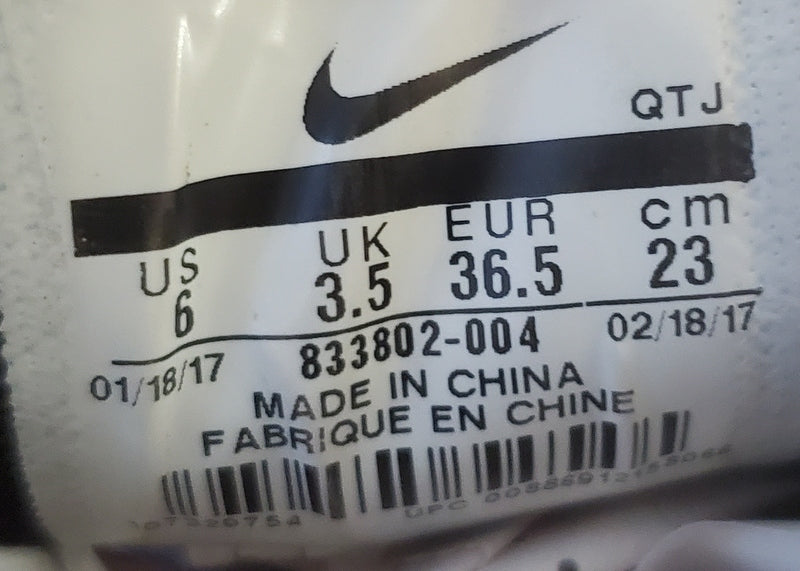 QTJ
US UK EUR cm
6 3.5 36.5 23
01/18/17 833802-004 02/18/17
MADE IN CHINA
FABRIQUE EN CHINE
UPC